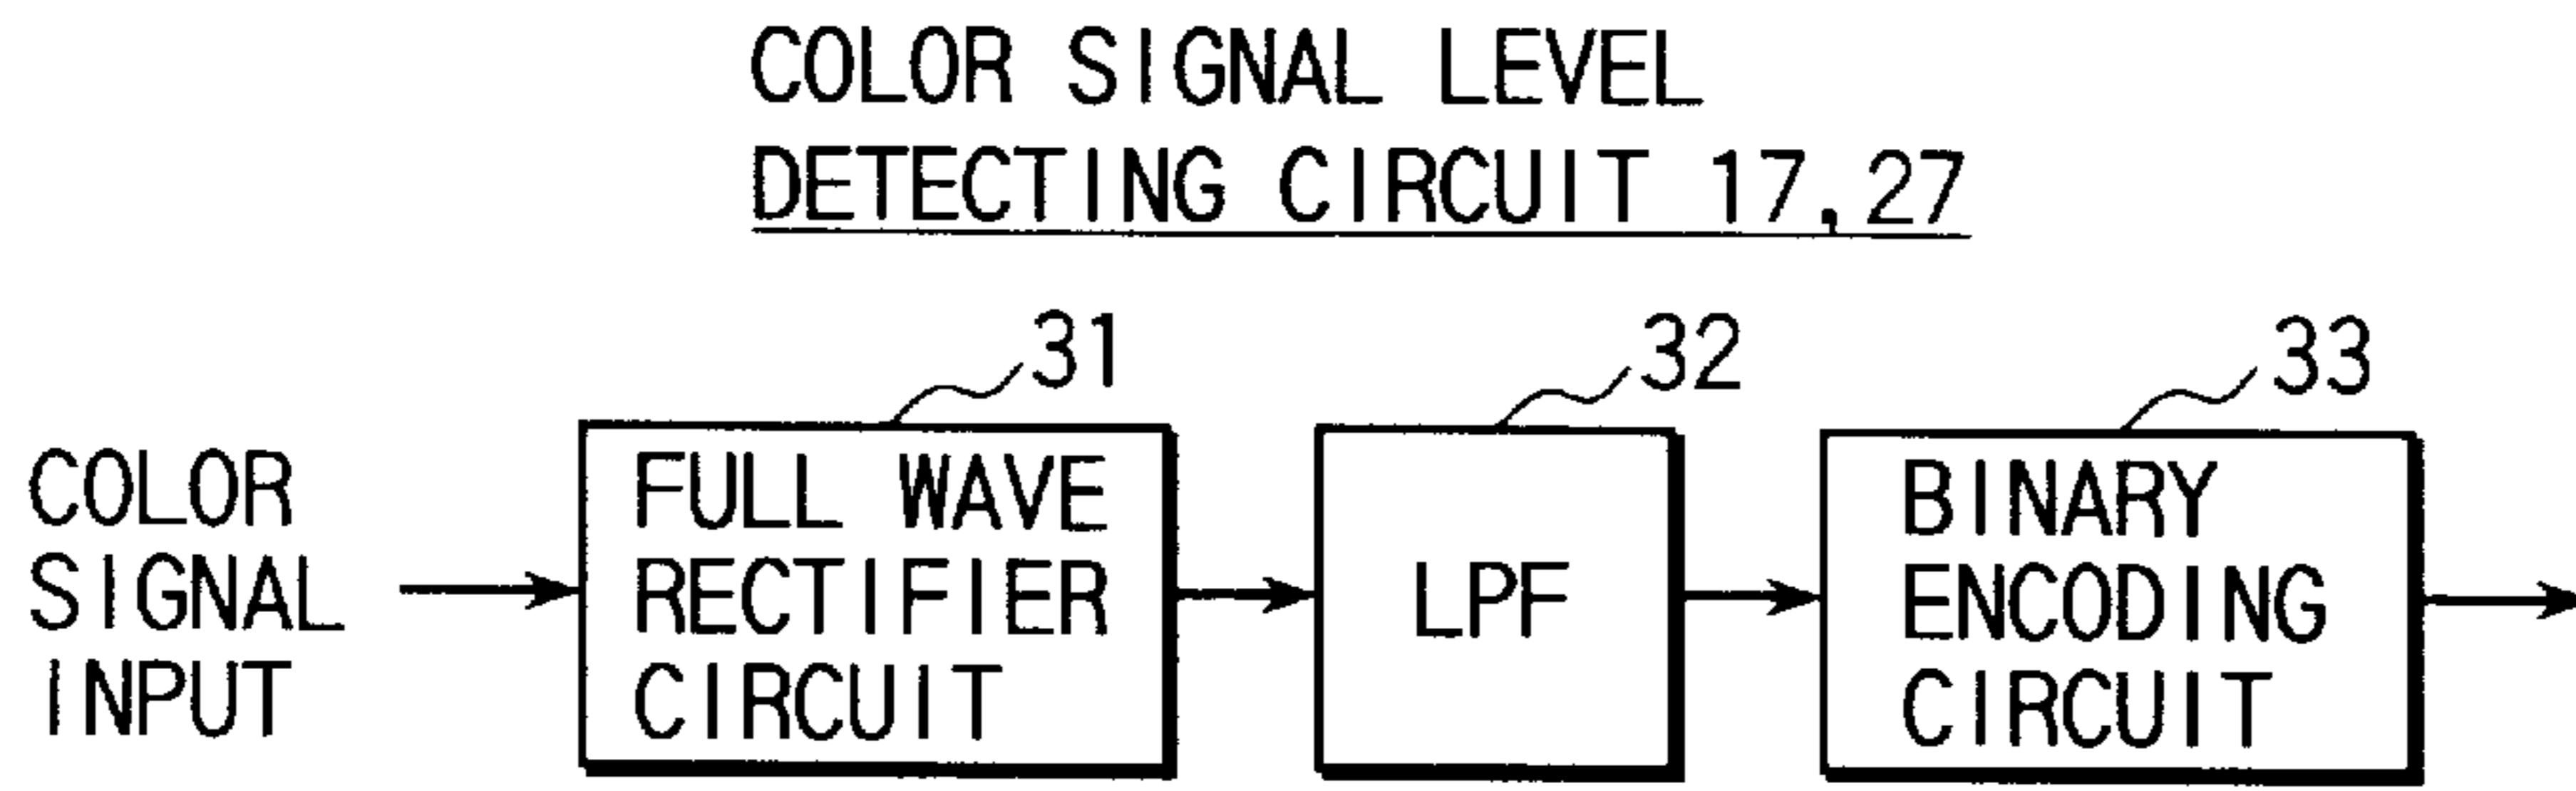 COLOR SIGNAL LEVEL
DETECTING CIRCUIT 17, 27
31
32
33
COLOR
SIGNAL
INPUT
FULL WAVE
RECTIFIER
CIRCUIT
LPF
BINARY
ENCODING
CIRCUIT